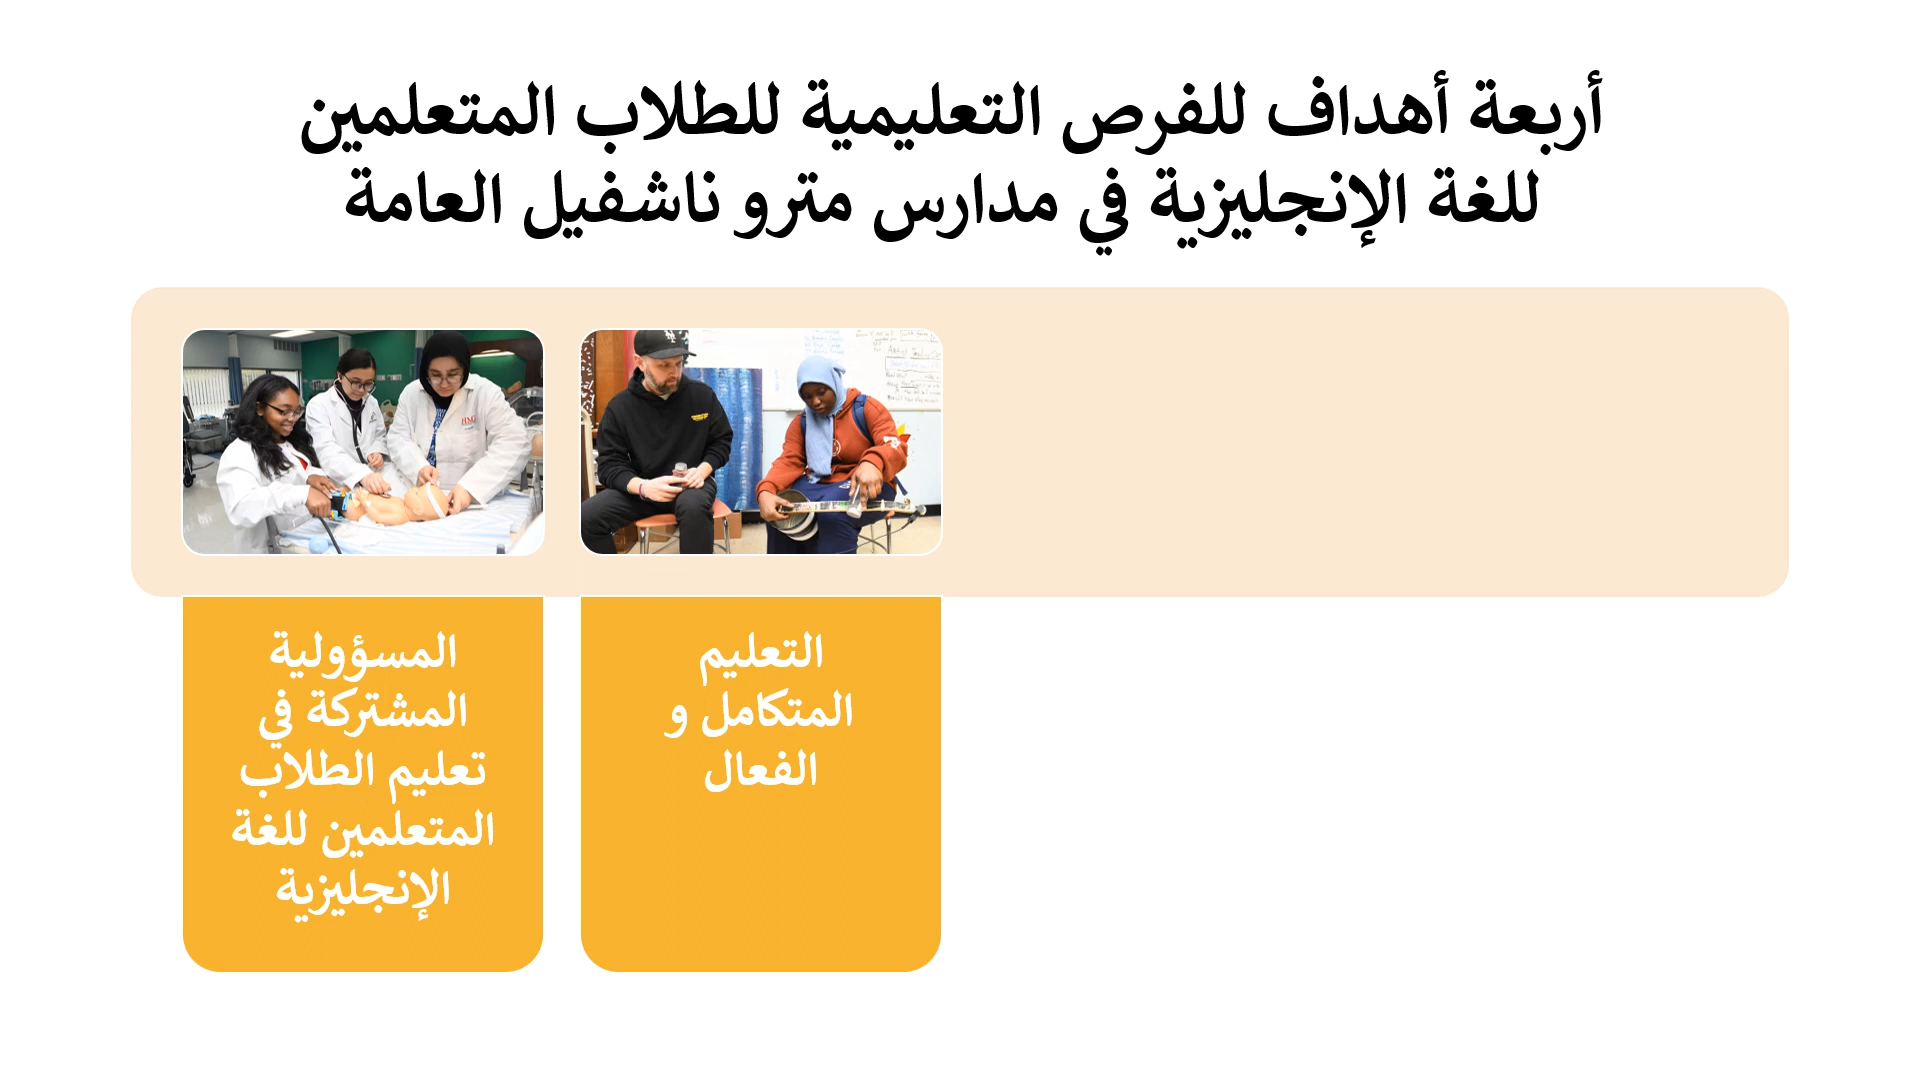 أربعة أهداف للفرص التعليمية للطلاب المتعلمين
للغة الإنجليزية في مدارس مترو ناشفيل العامة
المسؤولية
المشتركة في
تعليم الطلاب
المتعلمين للغة
الإنجليزية
التعليم
المتكامل و
الفعال